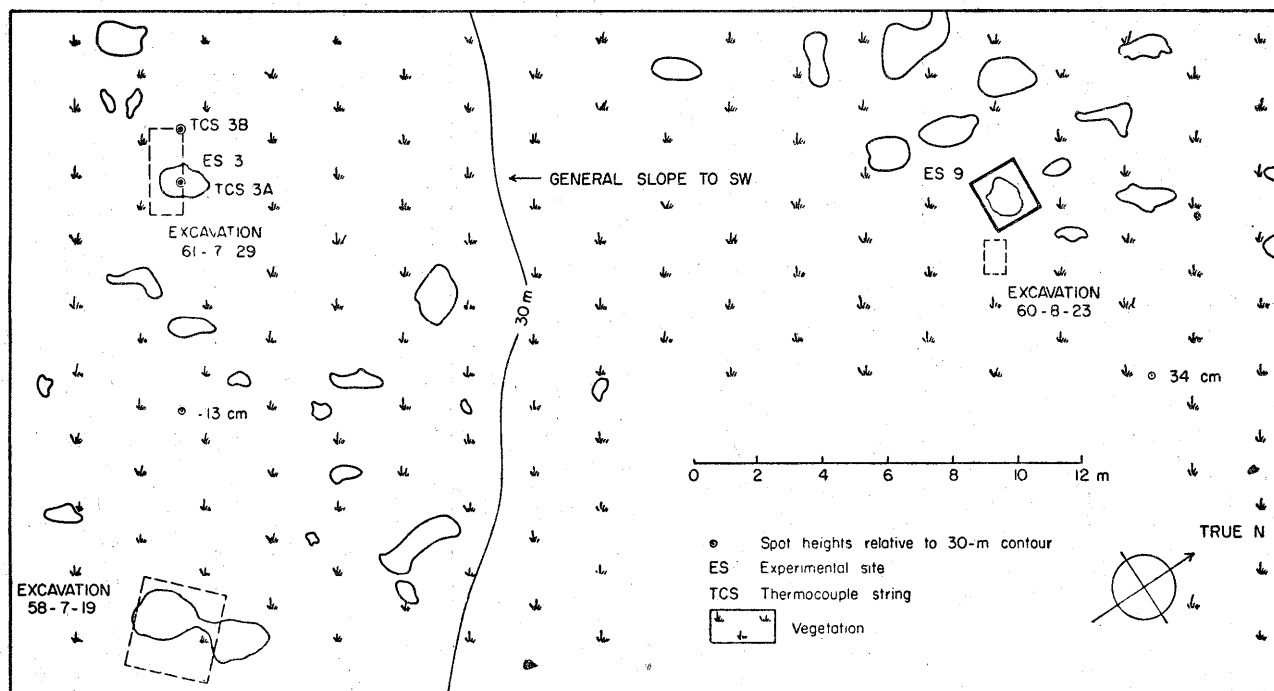 TCS 3B
ES 3
TCS 3A
EXCAVATION
61-7 29
GENERAL SLOPE TO SW
ES 9
EXCAVATION
60-8-23
30 m
34 cm
-13 cm
0 2 4 6 8 10 12 m
TRUE N
Spot heights relative to 30-m contour
ES Experimental site
TCS Thermocouple string
Vegetation
EXCAVATION
58-7-19